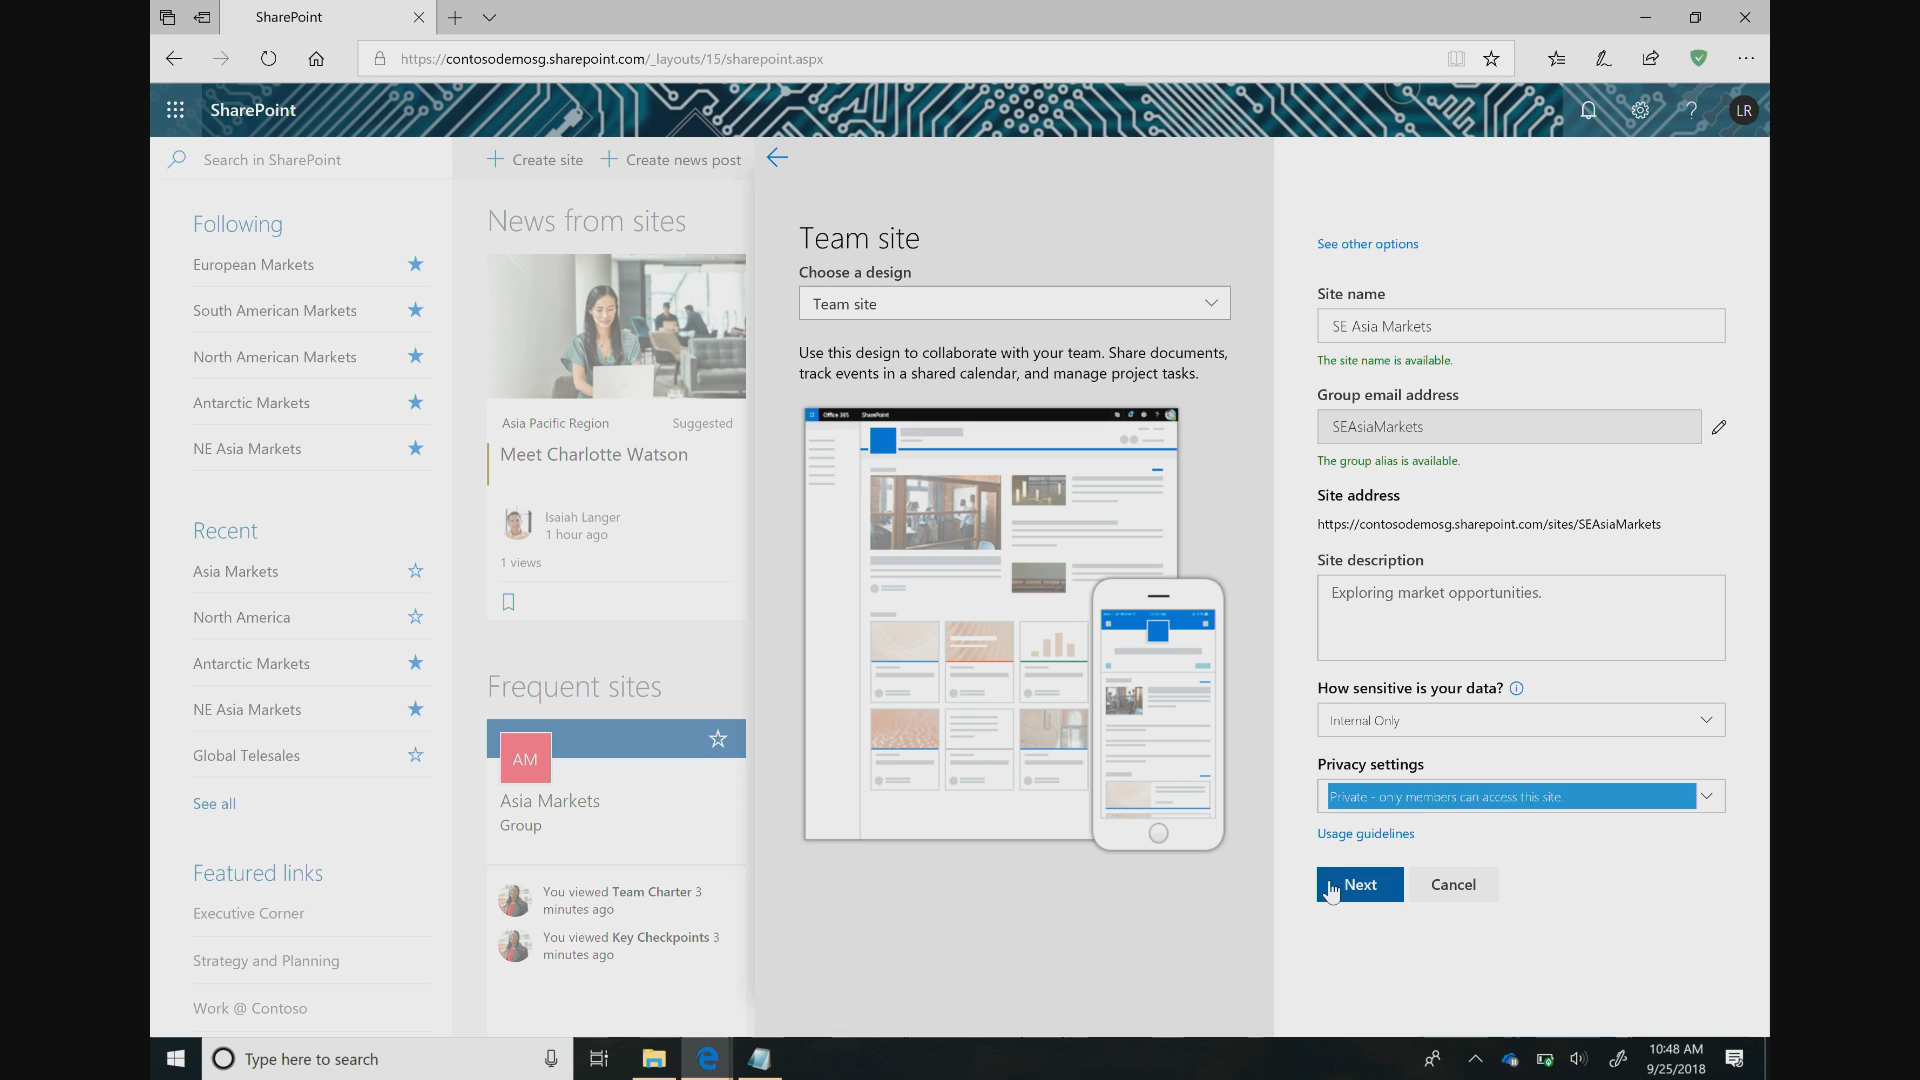 SharePoint
https://contosodemosg.sharepoint.com/_layouts/15/sharepoint.aspx
SharePoint
LR
Search in SharePoint
Create site
Create news post
Following
European Markets
South American Markets
North American Markets
Antarctic Markets
NE Asia Markets
Recent
Asia Markets
North America
Antarctic Markets
NE Asia Markets
Global Telesales
See all
Featured links
Executive Corner
Strategy and Planning
Work @ Contoso
News from sites
Asia Pacific Region
Suggested
Meet Charlotte Watson
Isaiah Langer
1 hour ago
1 views
Frequent sites
AM
Asia Markets
Group
You viewed Team Charter 3
minutes ago
You viewed Key Checkpoints 3
minutes ago
Team site
Choose a design
Team site
Use this design to collaborate with your team. Share documents,
track events in a shared calendar, and manage project tasks.
Office 365
SharePoint
See other options
Site name
SE Asia Markets
The site name is available.
Group email address
SEAsiaMarkets
The group alias is available.
Site address
https://contosodemosg.sharepoint.com/sites/SEAsiaMarkets
Site description
Exploring market opportunities.
How sensitive is your data?
Internal Only
Privacy settings
Private - only members can access this site
Usage guidelines
Next
Cancel
Type here to search
10:48 AM
9/25/2018